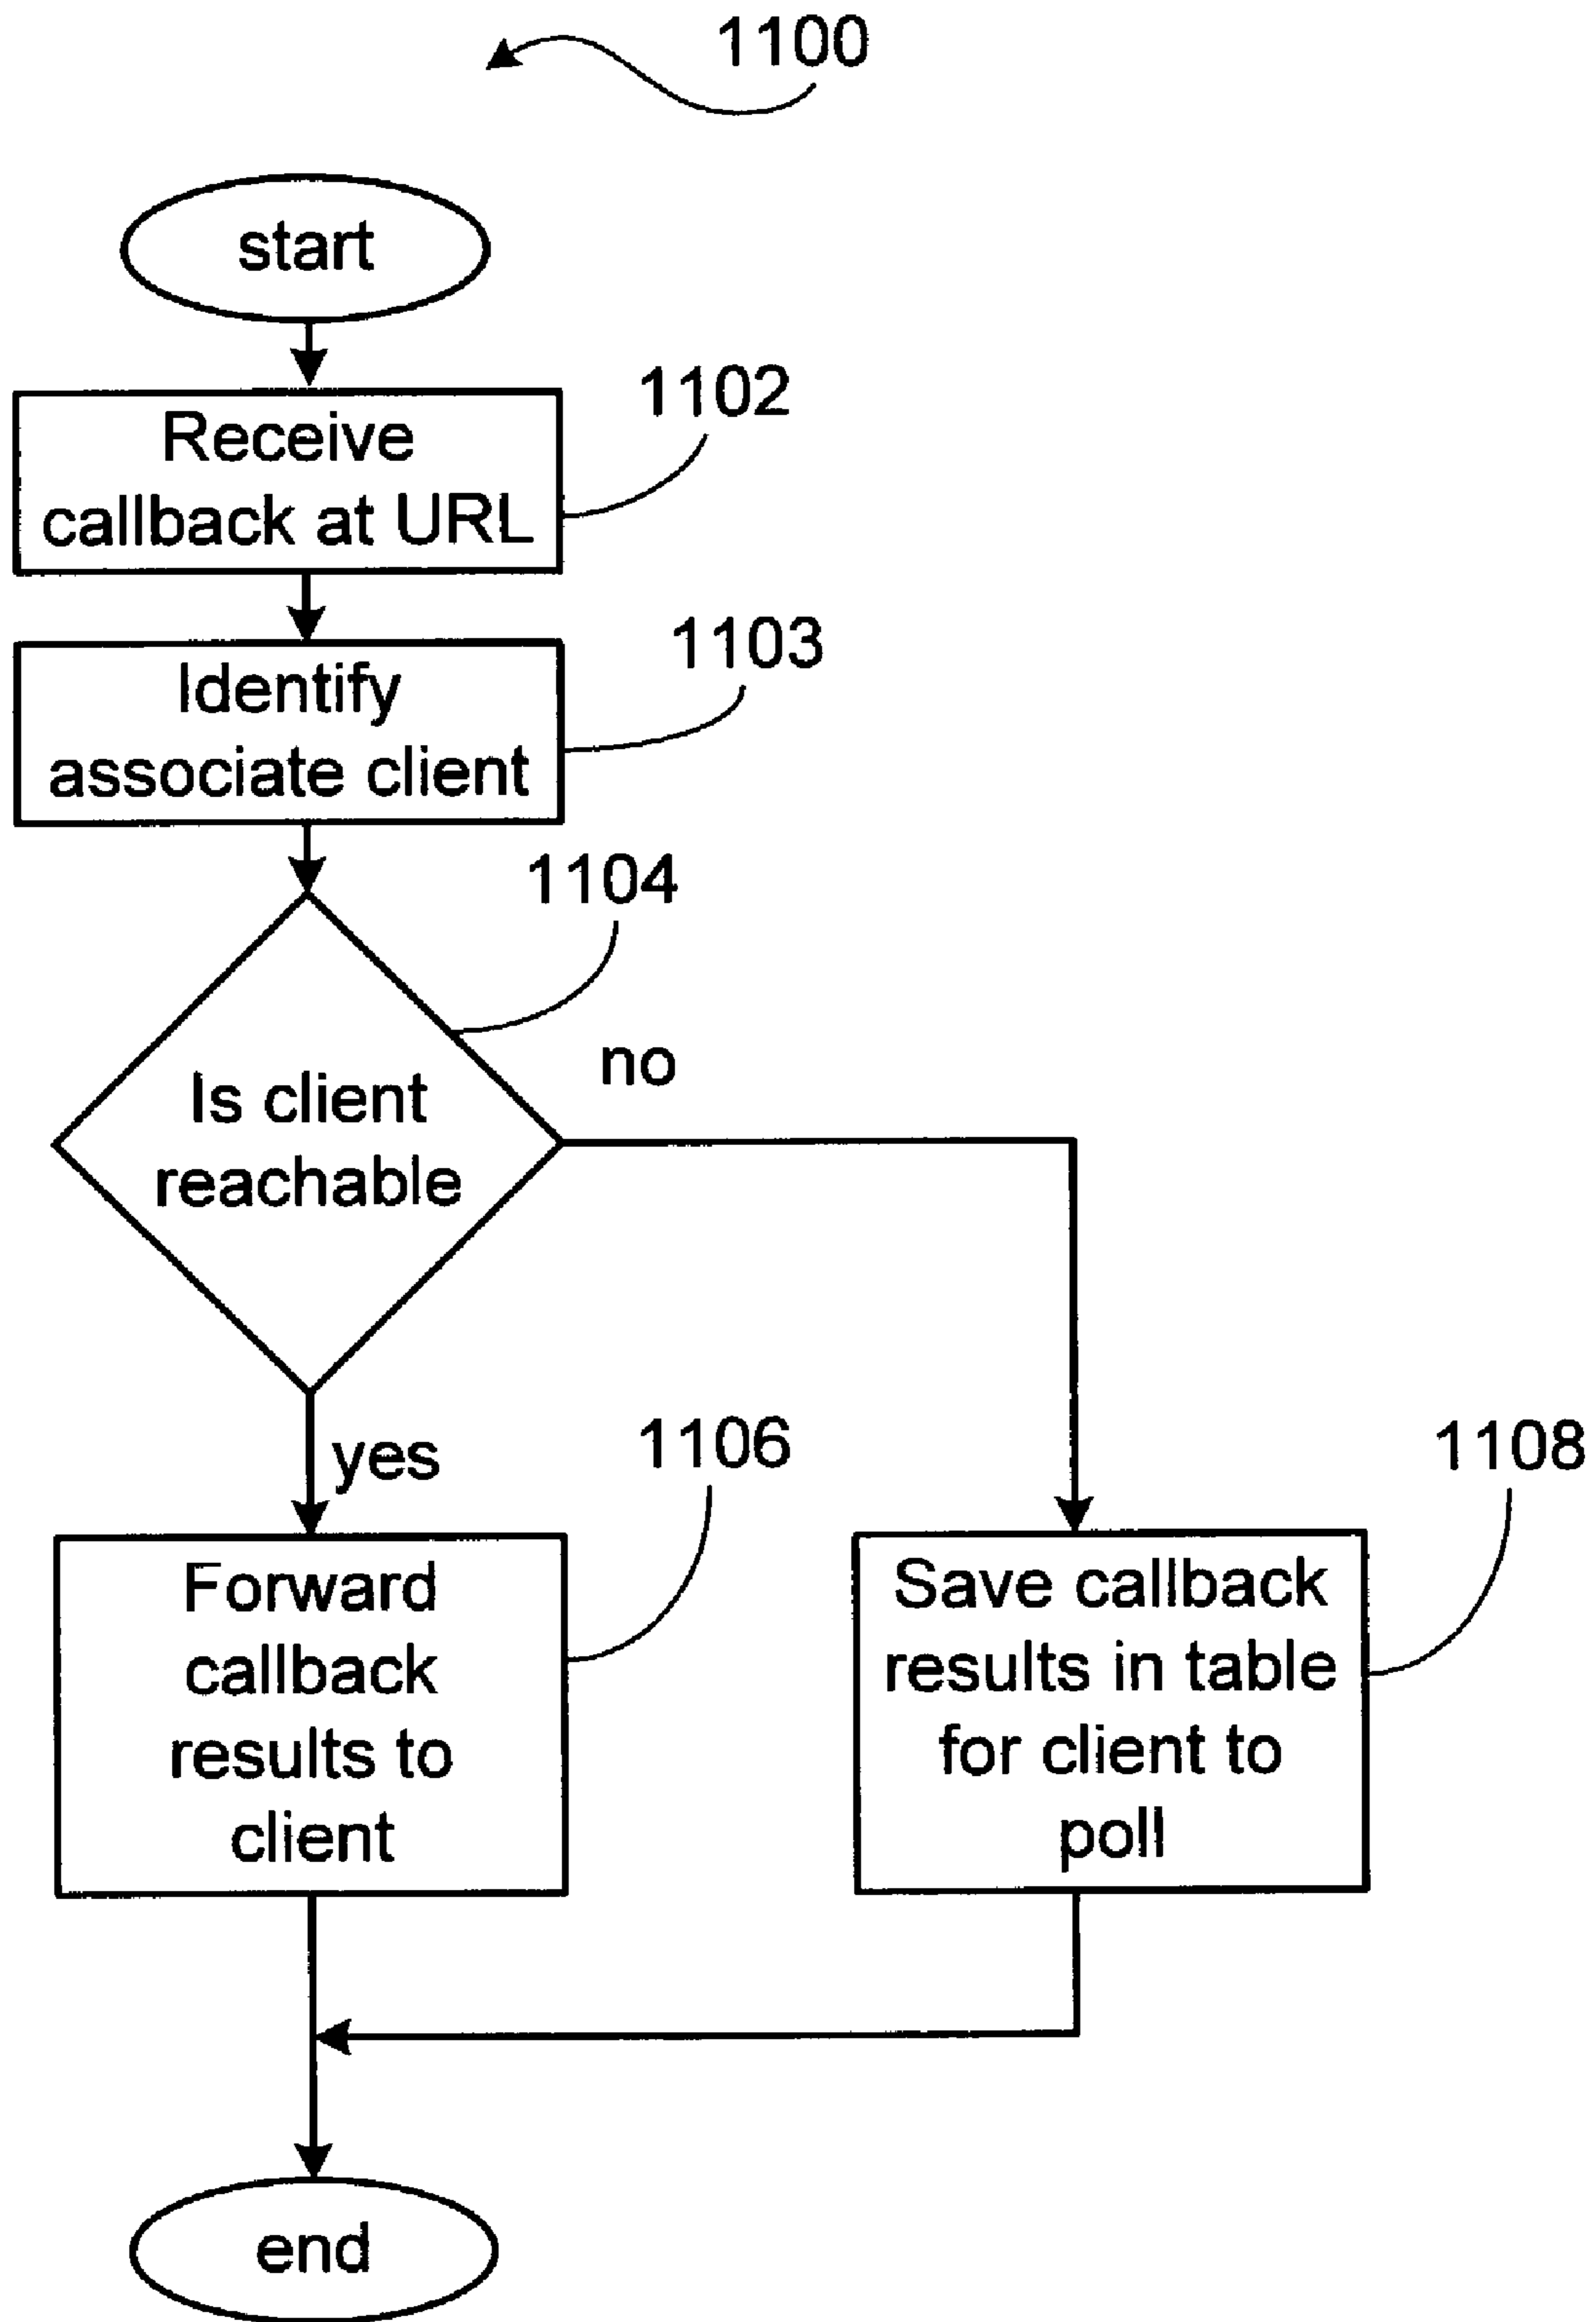 1100
start
1102
Receive
callback at URL
1103
Identify
associate client
1104
no
Is client
reachable
yes
1106
1108
Forward
callback
results to
client
Save callback
results in table
for client to
poll
end